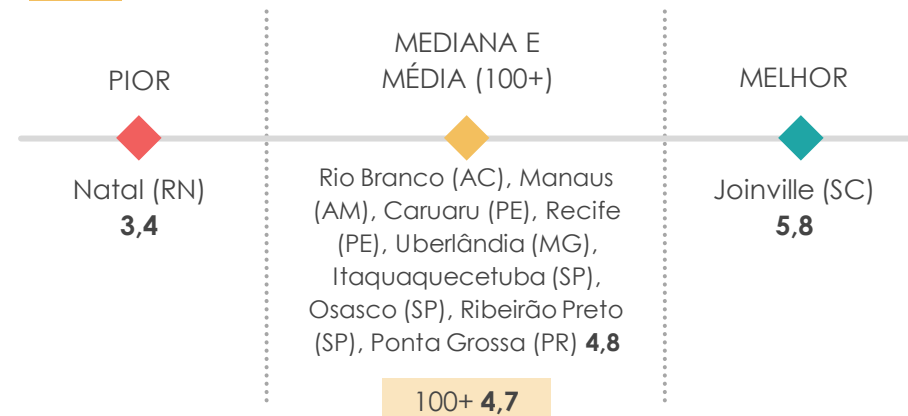 PIOR
Natal (RN)
3,4
MEDIANA E
MÉDIA (100+)
Rio Branco (AC), Manaus
(AM), Caruaru (PE), Recife
(PE), Uberlândia (MG),
Itaquaquecetuba (SP),
Osasco (SP), Ribeirão Preto
(SP), Ponta Grossa (PR) 4,8
100+ 4,7
MELHOR
Joinville (SC)
5,8